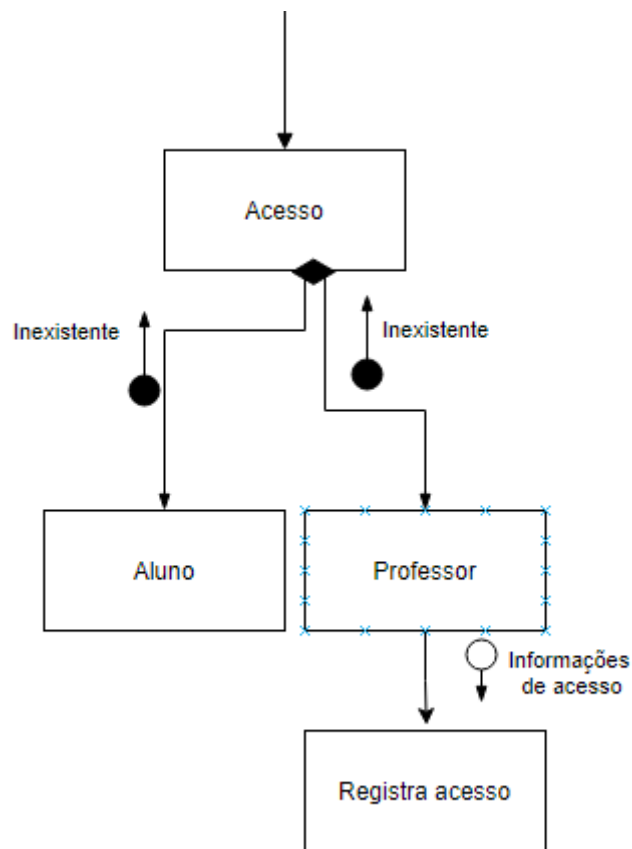 Acesso
Inexistente
Inexistente
Aluno
Professor
Informações
de acesso
Registra acesso